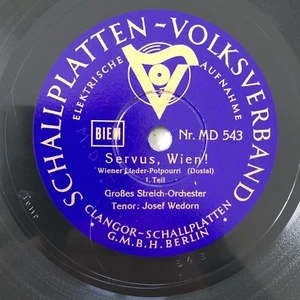 SCHALLPLATTEN-VOLKSVERBAND
ELEKTRISCHE AUFNAHME
BIEM
Nr. MD 543
Servus, Wien!
Wiener Lieder-Potpourri (Dostal)
1. Teil
Großes Streich-Orchester
Tenor: Josef Wedorn
CLANGOR-SCHALLPLATTEN
G.M.B.H. BERLIN